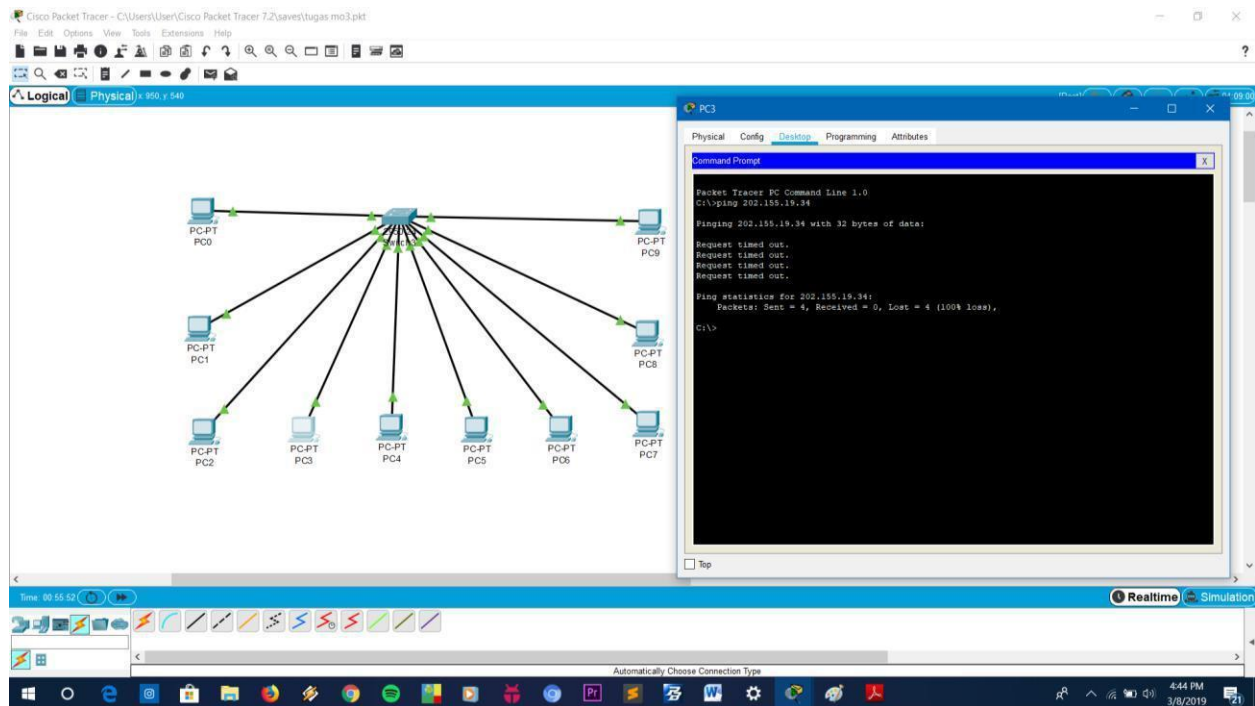 Cisco Packet Tracer - C:\Users\User\Cisco Packet Tracer 7.2\saves\tugas mo3.pkt
File Edit Options View Tools Extensions Help
?
Logical Physical x: 950, y: 540
01:09:00
PC3
Physical Config Desktop Programming Attributes
Command Prompt X
Packet Tracer PC Command Line 1.0
C:\>ping 202.155.19.34
Pinging 202.155.19.34 with 32 bytes of data:
Request timed out.
Request timed out.
Request timed out.
Request timed out.
Ping statistics for 202.155.19.34:
Packets: Sent = 4, Received = 0, Lost = 4 (100% loss),
C:\>
Top
PC-PT
PC0
PC-PT
PC9
PC-PT
PC1
PC-PT
PC8
PC-PT
PC2
PC-PT
PC3
PC-PT
PC4
PC-PT
PC5
PC-PT
PC6
PC-PT
PC7
Time: 00:55:52
Realtime Simulation
Automatically Choose Connection Type
Pr
4:44 PM
3/8/2019
21